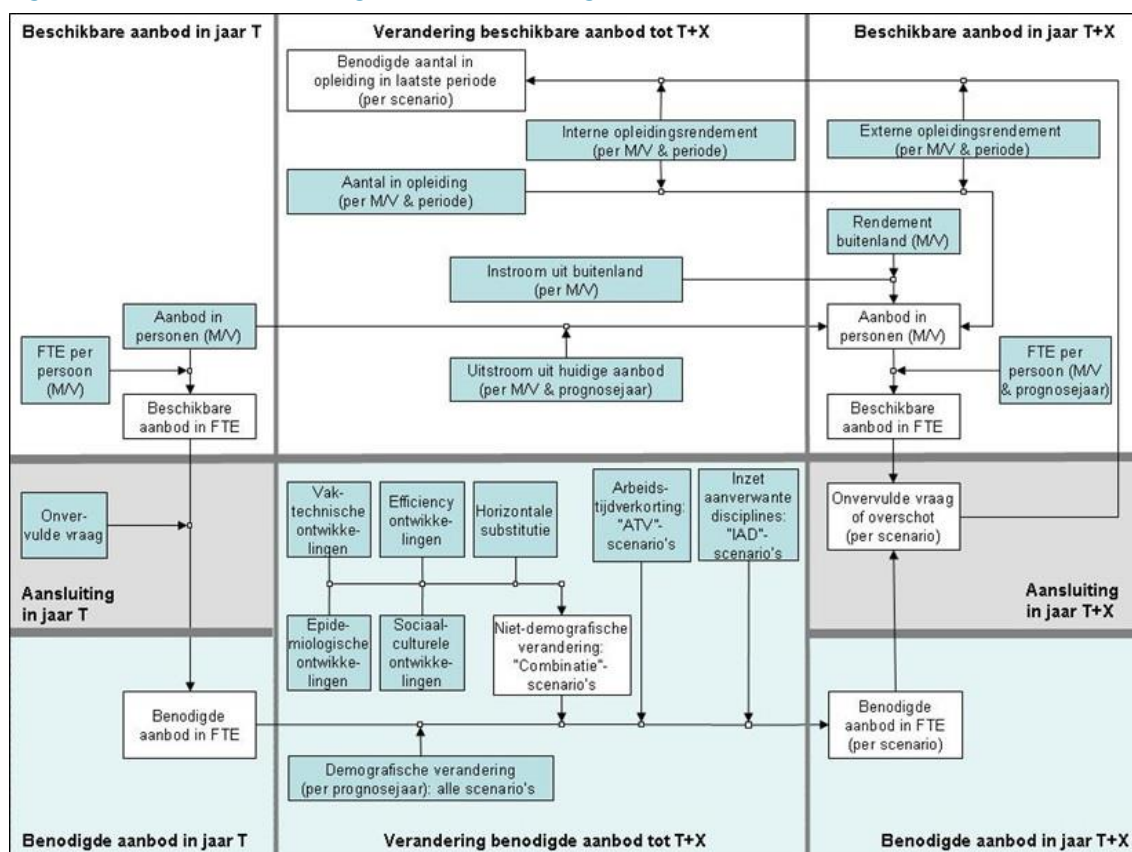 Beschikbare aanbod in jaar T
Verandering beschikbare aanbod tot T+X
Beschikbare aanbod in jaar T+X
Benodigde aantal in
opleiding in laatste periode
(per scenario)
Interne opleidingsrendement
(per M/V & periode)
Externe opleidingsrendement
(per M/V & periode)
Aantal in opleiding
(per M/V & periode)
Rendement
buitenland (M/V)
Instroom uit buitenland
(per M/V)
Aanbod in
personen (M/V)
Aanbod in
personen (M/V)
FTE per
persoon
(M/V)
Uitstroom uit huidige aanbod
(per M/V & prognosejaar)
FTE per
persoon (M/V
& prognosejaar)
Beschikbare
aanbod in FTE
Beschikbare
aanbod in FTE
Onver-
vulde vraag
Vak-
technische
ontwikke-
lingen
Efficiency
ontwikke-
lingen
Horizontale
substitutie
Arbeids-
tijdverkorting:
"ATV"-
scenario's
Inzet
aanverwante
disciplines:
"IAD"-
scenario's
Onvervulde vraag
of overschot
(per scenario)
Aansluiting
in jaar T
Aansluiting
in jaar T+X
Epide-
miologische
ontwikke-
lingen
Sociaal-
culturele
ontwikke-
lingen
Niet-demografische
verandering:
"Combinatie"-
scenario's
Benodigde
aanbod in FTE
Benodigde
aanbod in FTE
(per scenario)
Demografische verandering
(per prognosejaar): alle scenario's
Benodigde aanbod in jaar T
Verandering benodigde aanbod tot T+X
Benodigde aanbod in jaar T+X